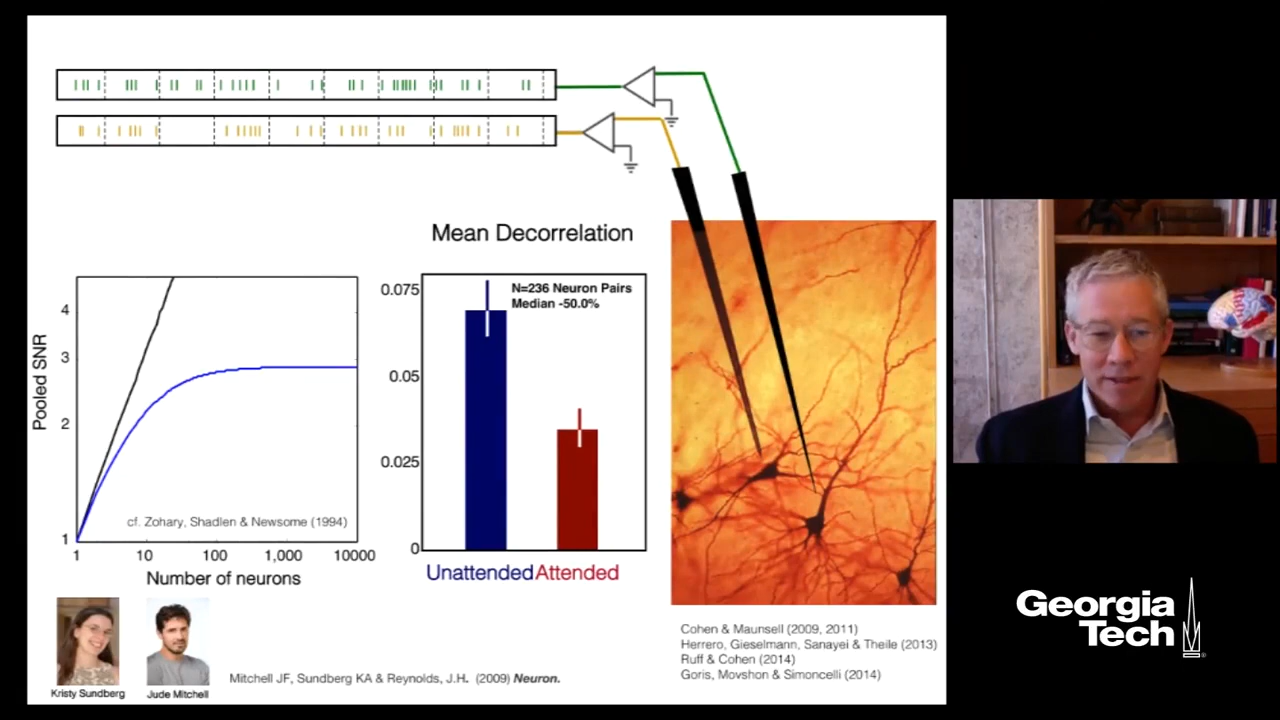 Mean Decorrelation
Pooled SNR
4
3
2
1
1
10
100
1,000
10000
Number of neurons
cf. Zohary, Shadlen & Newsome (1994)
0.075
0.05
0.025
0
N=236 Neuron Pairs
Median -50.0%
Unattended
Attended
Kristy Sundberg
Jude Mitchell
Mitchell JF, Sundberg KA & Reynolds, J.H. (2009) Neuron.
Cohen & Maunsell (2009, 2011)
Herrero, Gieselmann, Sanayei & Theile (2013)
Ruff & Cohen (2014)
Goris, Movshon & Simoncelli (2014)
Georgia
Tech